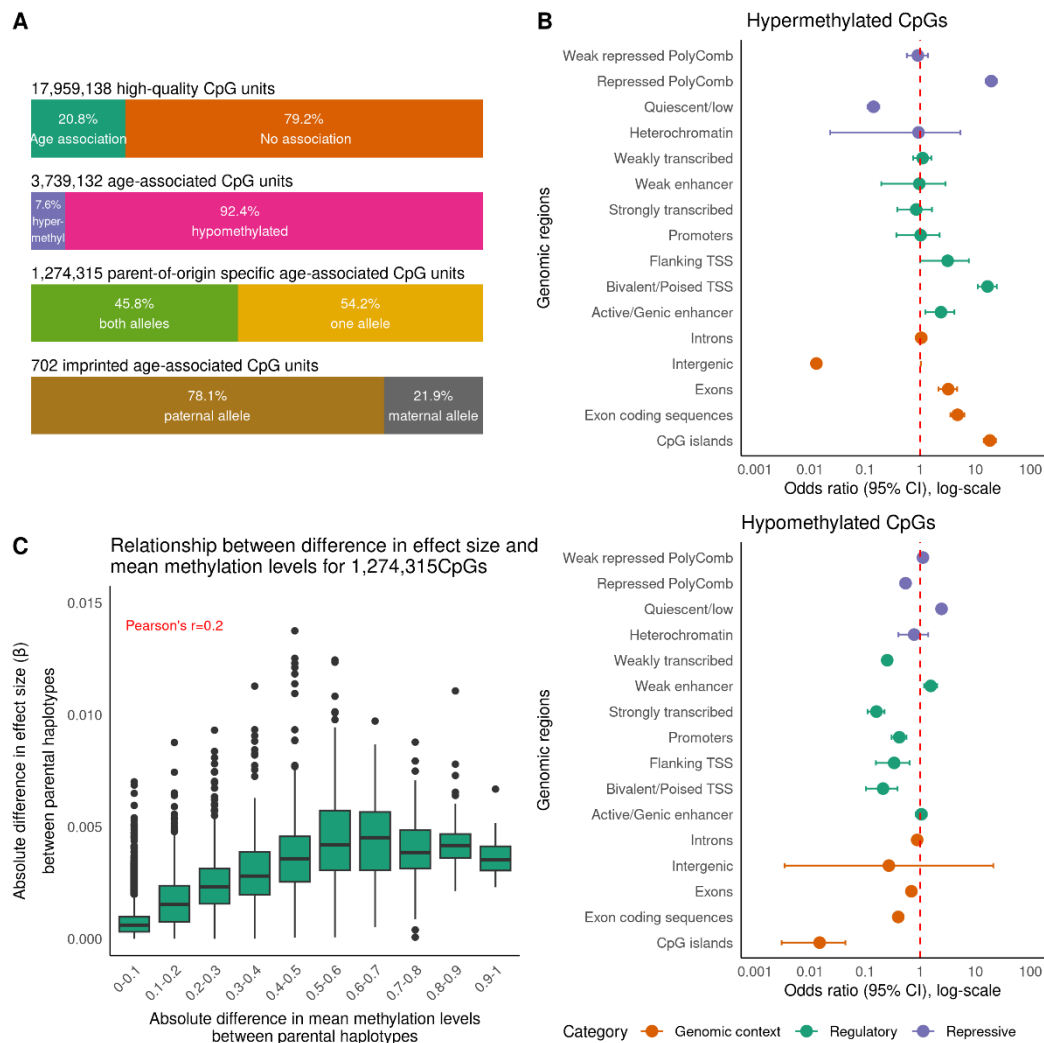 A
17,959,138 high-quality CpG units
20.8%
Age association
79.2%
No association
3,739,132 age-associated CpG units
7.6%
hyper-
methyl
92.4%
hypomethylated
1,274,315 parent-of-origin specific age-associated CpG units
45.8%
both alleles
54.2%
one allele
702 imprinted age-associated CpG units
78.1%
paternal allele
21.9%
maternal allele
B
Hypermethylated CpGs
Genomic regions
Weak repressed PolyComb
Repressed PolyComb
Quiescent/low
Heterochromatin
Weakly transcribed
Weak enhancer
Strongly transcribed
Promoters
Flanking TSS
Bivalent/Poised TSS
Active/Genic enhancer
Introns
Intergenic
Exons
Exon coding sequences
CpG islands
0.001 0.01 0.1 1 10 100
Odds ratio (95% CI), log-scale
Hypomethylated CpGs
Genomic regions
Weak repressed PolyComb
Repressed PolyComb
Quiescent/low
Heterochromatin
Weakly transcribed
Weak enhancer
Strongly transcribed
Promoters
Flanking TSS
Bivalent/Poised TSS
Active/Genic enhancer
Introns
Intergenic
Exons
Exon coding sequences
CpG islands
0.001 0.01 0.1 1 10 100
Odds ratio (95% CI), log-scale
Category Genomic context Regulatory Repressive
C
Relationship between difference in effect size and
mean methylation levels for 1,274,315CpGs
Pearson's r=0.2
Absolute difference in effect size (β)
between parental haplotypes
0.015
0.010
0.005
0.000
0-0.1 0.1-0.2 0.2-0.3 0.3-0.4 0.4-0.5 0.5-0.6 0.6-0.7 0.7-0.8 0.8-0.9 0.9-1
Absolute difference in mean methylation levels
between parental haplotypes